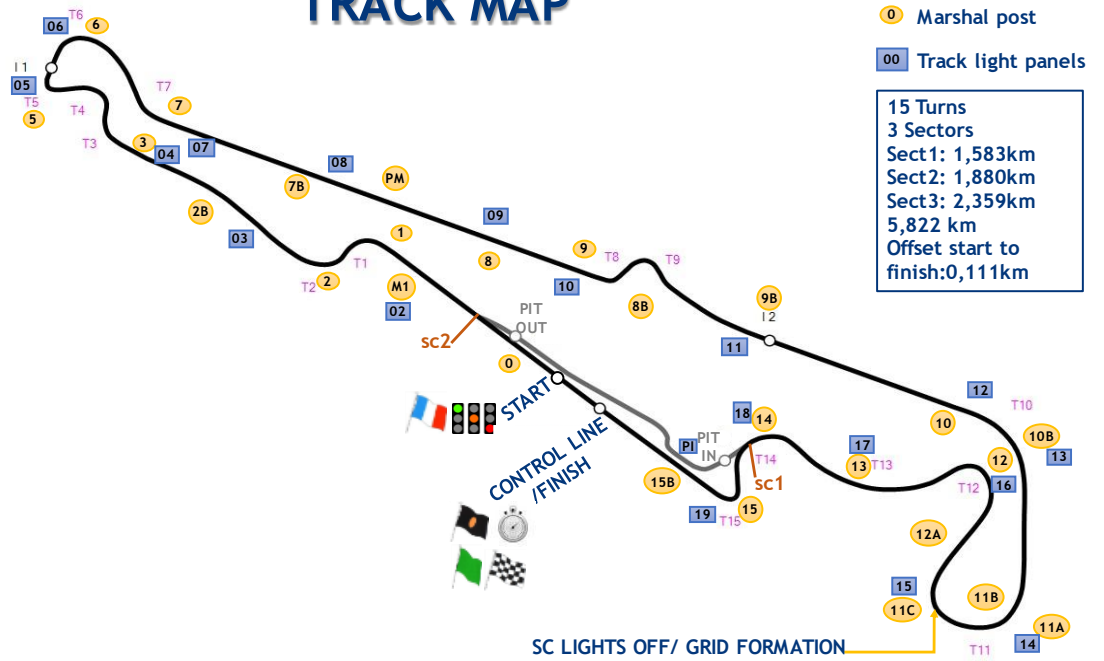 TRACK MAP
0 Marshal post
00 Track light panels
15 Turns
3 Sectors
Sect1: 1,583km
Sect2: 1,880km
Sect3: 2,359km
5,822 km
Offset start to
finish:0,111km
T6
06
6
I 1
05
T5
5
T4
T3
T7
7
3
04
07
08
7B
PM
2B
03
09
1
8
9
T8
T9
T1
T2
2
M1
02
10
8B
9B
I 2
11
PIT
OUT
sc2
0
START
CONTROL LINE
/FINISH
12
T10
10
10B
13
18
14
PI
PIT
IN
T14
sc1
17
13
T13
12
T12
16
15B
19
T15
15
12A
15
11C
11B
11A
14
T11
SC LIGHTS OFF/ GRID FORMATION